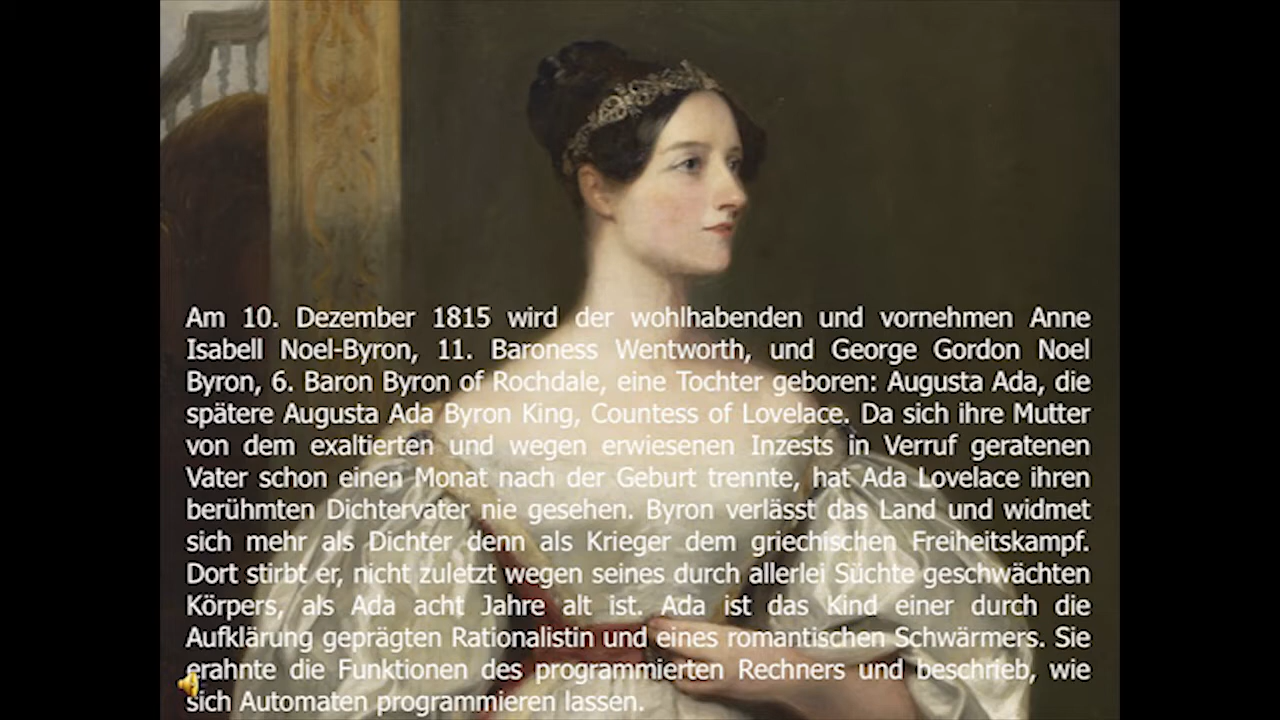 Am 10. Dezember 1815 wird der wohlhabenden und vornehmen Anne
Isabell Noel-Byron, 11. Baroness Wentworth, und George Gordon Noel
Byron, 6. Baron Byron of Rochdale, eine Tochter geboren: Augusta Ada, die
spätere Augusta Ada Byron King, Countess of Lovelace. Da sich ihre Mutter
von dem exaltierten und wegen erwiesenen Inzests in Verruf geratenen
Vater schon einen Monat nach der Geburt trennte, hat Ada Lovelace ihren
berühmten Dichtervater nie gesehen. Byron verlässt das Land und widmet
sich mehr als Dichter denn als Krieger dem griechischen Freiheitskampf.
Dort stirbt er, nicht zuletzt wegen seines durch allerlei Süchte geschwächten
Körpers, als Ada acht Jahre alt ist. Ada ist das Kind einer durch die
Aufklärung geprägten Rationalistin und eines romantischen Schwärmers. Sie
erahnte die Funktionen des programmierten Rechners und beschrieb, wie
sich Automaten programmieren lassen.